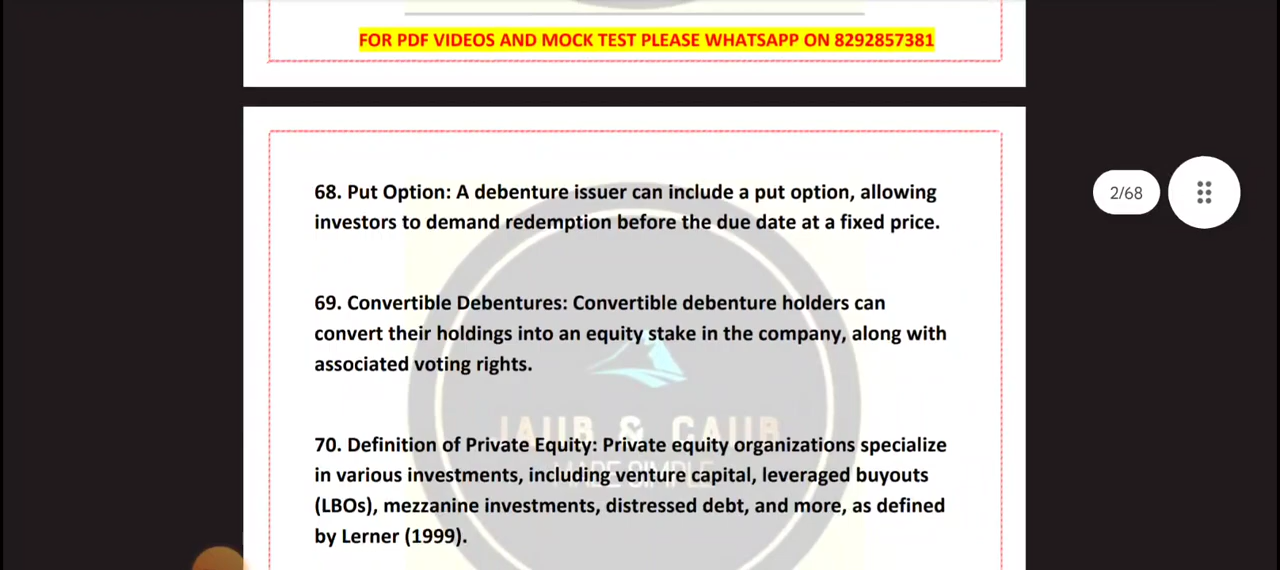 FOR PDF VIDEOS AND MOCK TEST PLEASE WHATSAPP ON 8292857381
2/68
68. Put Option: A debenture issuer can include a put option, allowing
investors to demand redemption before the due date at a fixed price.
69. Convertible Debentures: Convertible debenture holders can
convert their holdings into an equity stake in the company, along with
associated voting rights.
JAIIB & CAIIB
70. Definition of Private Equity: Private equity organizations specialize
in various investments, including venture capital, leveraged buyouts
MADE SIMPLE
(LBOs), mezzanine investments, distressed debt, and more, as defined
by Lerner (1999).